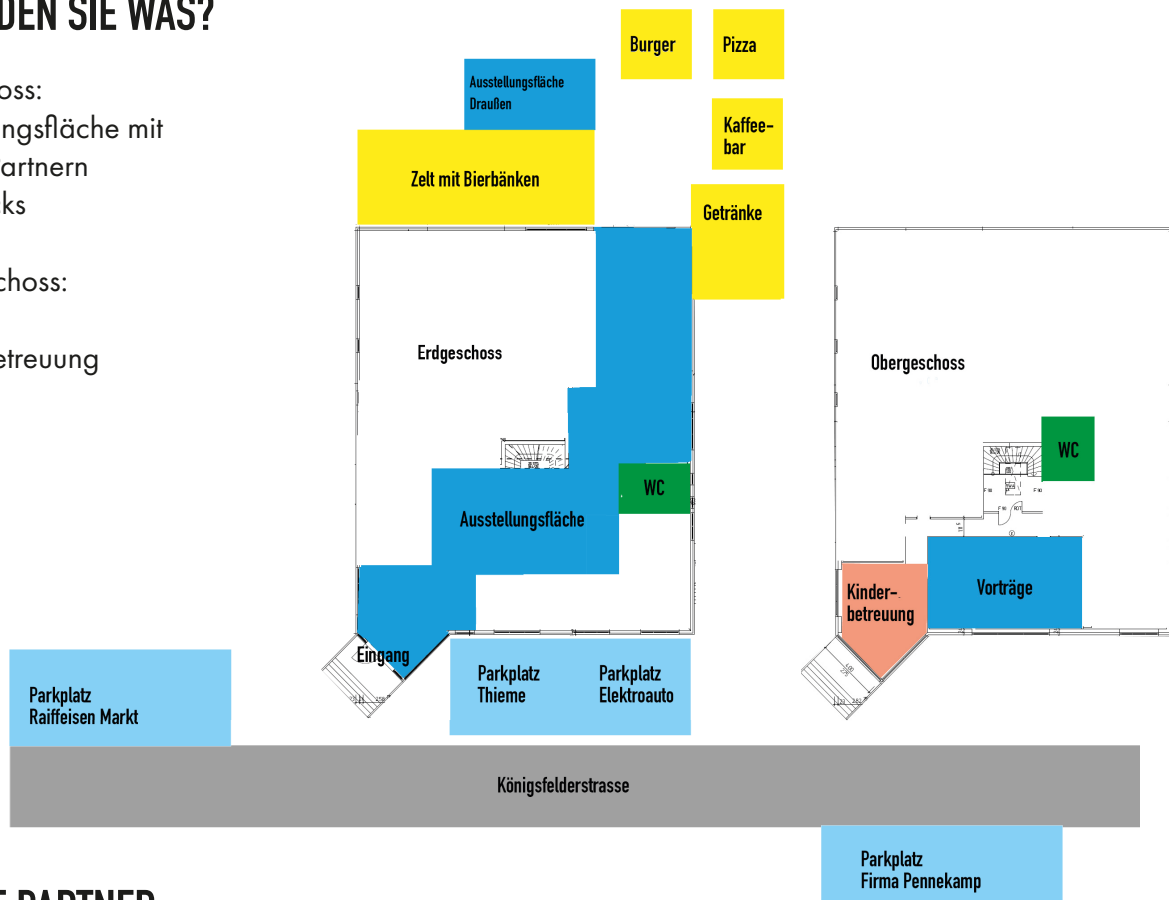 DEN SIE WAS?
oss:
ngsfläche mit
artnern
cks
choss:
etreuung
Burger
Pizza
Ausstellungsfläche
Draußen
Kaffee-
bar
Zelt mit Bierbänken
Getränke
Erdgeschoss
Obergeschoss
WC
WC
Ausstellungsfläche
Vorträge
Kinder-
betreuung
Eingang
Parkplatz
Thieme
Parkplatz
Elektroauto
Parkplatz
Raiffeisen Markt
Königsfelderstrasse
Parkplatz
Firma Pennekamp